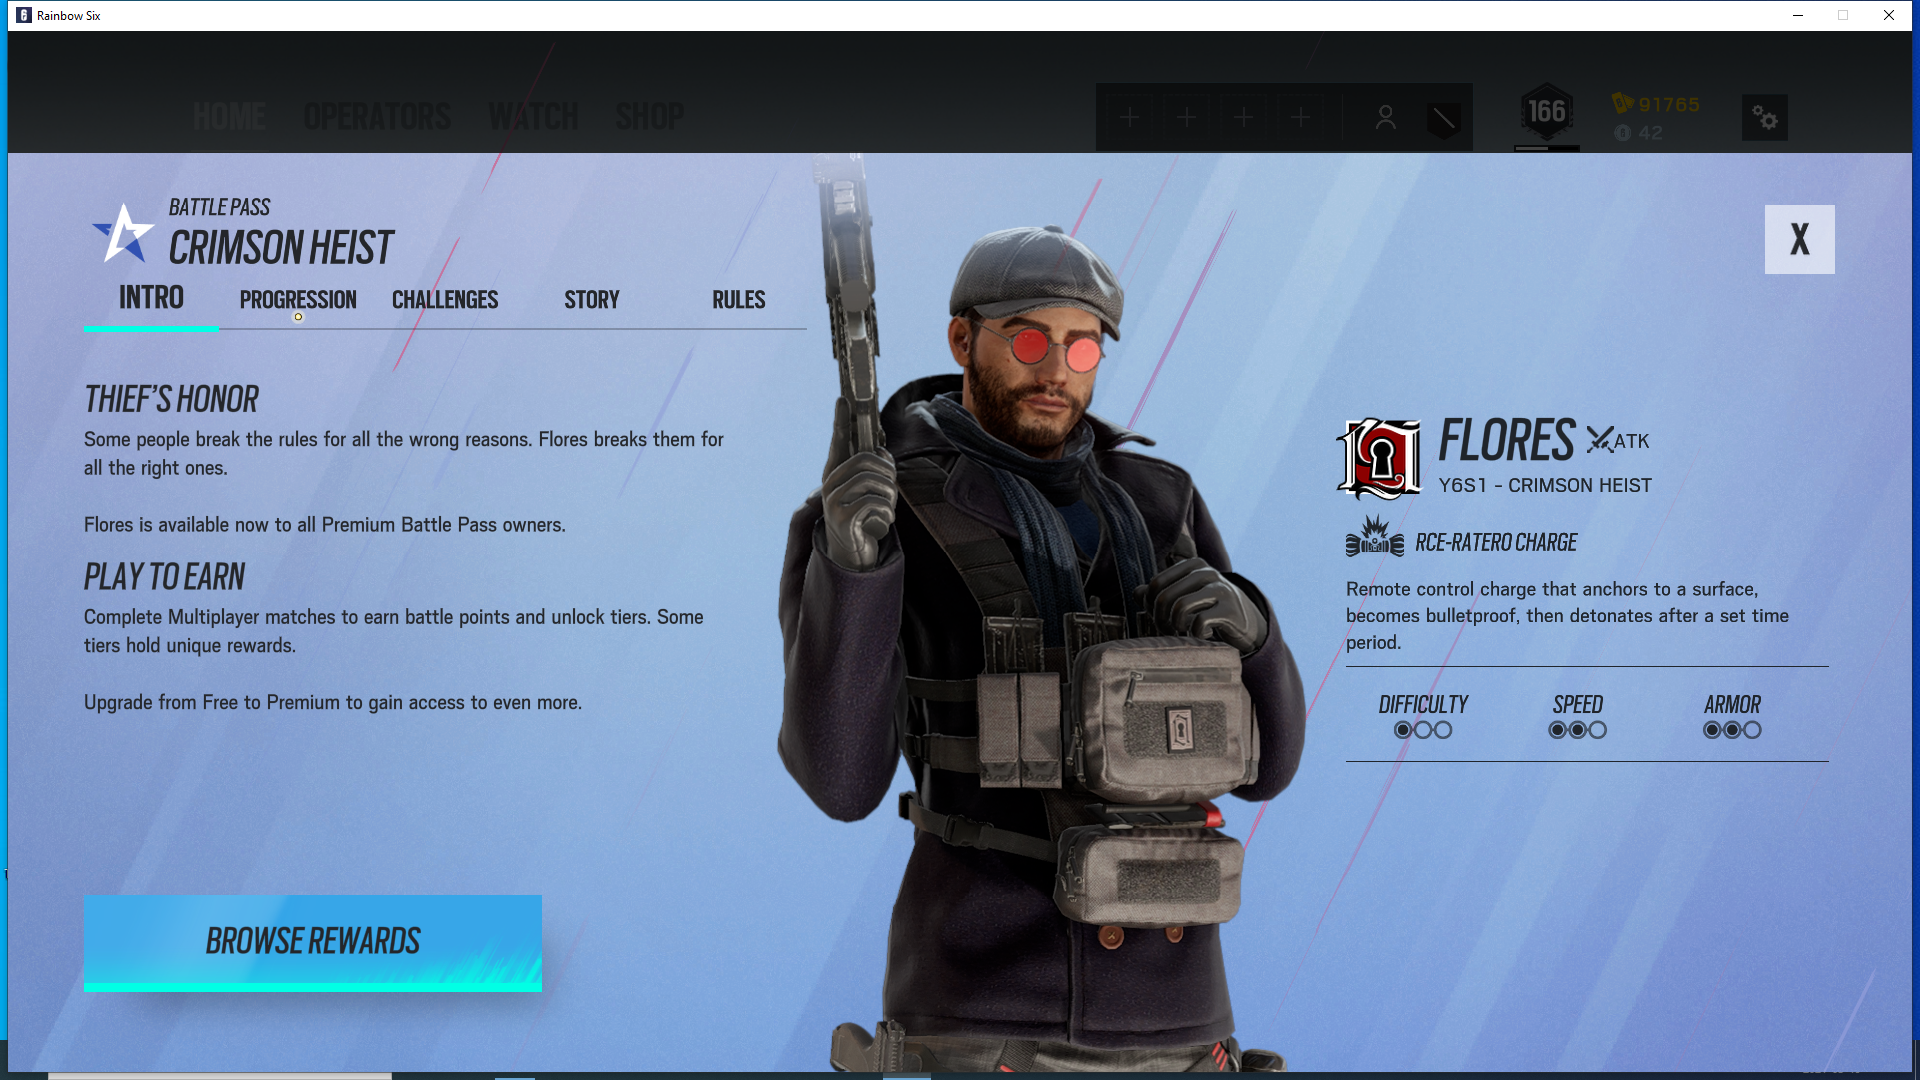 Rainbow Six
HOME OPERATORS WATCH SHOP
166
91765
42
BATTLE PASS
CRIMSON HEIST
X
INTRO PROGRESSION CHALLENGES STORY RULES
THIEF'S HONOR
Some people break the rules for all the wrong reasons. Flores breaks them for
all the right ones.
Flores is available now to all Premium Battle Pass owners.
PLAY TO EARN
Complete Multiplayer matches to earn battle points and unlock tiers. Some
tiers hold unique rewards.
Upgrade from Free to Premium to gain access to even more.
BROWSE REWARDS
FLORES ATK
Y6S1 - CRIMSON HEIST
RCE-RATERO CHARGE
Remote control charge that anchors to a surface,
becomes bulletproof, then detonates after a set time
period.
DIFFICULTY SPEED ARMOR